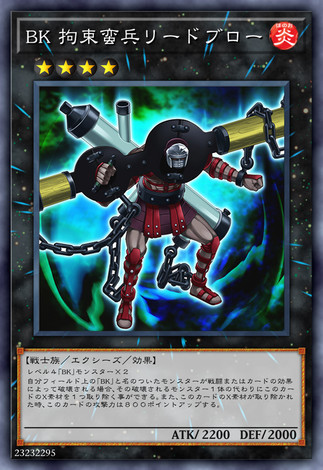 BK 拘束蛮兵リードブロー
炎
【戦士族／エクシーズ／効果】
レベル４「BK」モンスター×２
自分フィールド上の「BK」と名のついたモンスターが戦闘またはカードの効果
によって破壊される場合、その破壊されるモンスター１体の代わりにこのカード
のX素材を１つ取り除く事ができる。また、このカードのX素材が取り除かれ
た時、このカードの攻撃力は８００ポイントアップする。
ATK/ 2200 DEF/ 2000
23232295